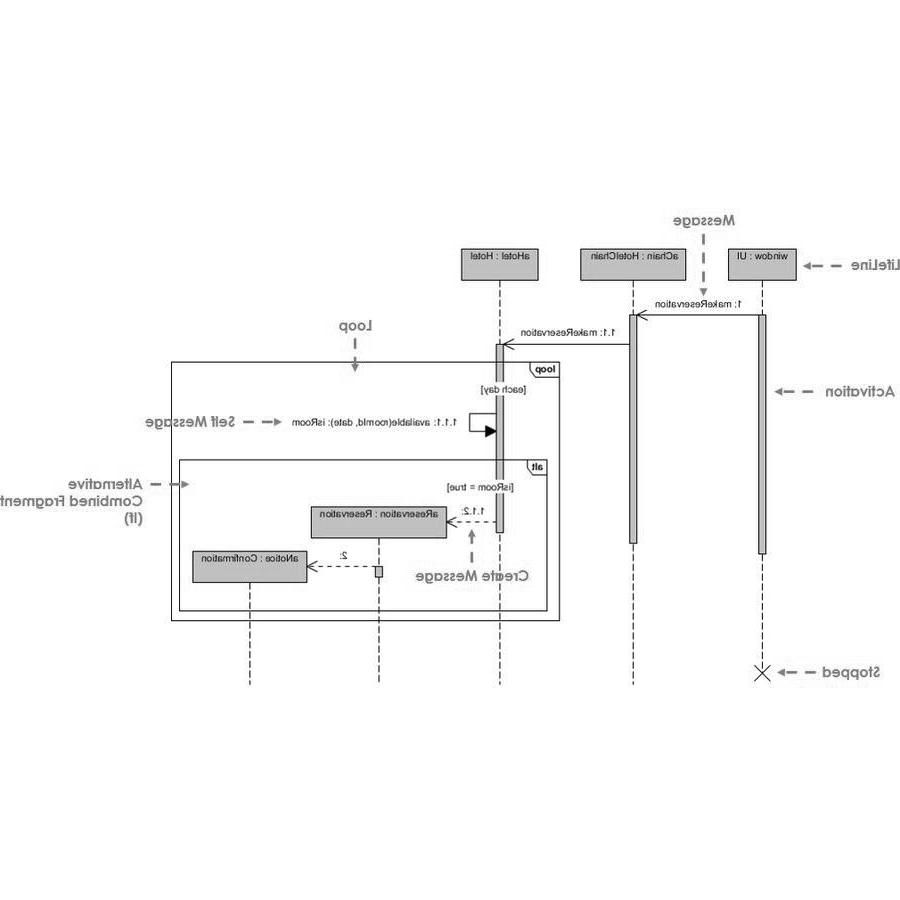 Message
window : UI
aChain : HotelChain
aHotel : Hotel
LifeLine
1: makeReservation
1.1: makeReservation
Loop
loop
[each day]
Activation
1.1.1: available(roomId, date): isRoom
Self Message
alt
[isRoom = true]
Alternative
Combined Fragment
(If)
1.1.2:
aReservation : Reservation
2:
aNotice : Confirmation
Create Message
Stopped